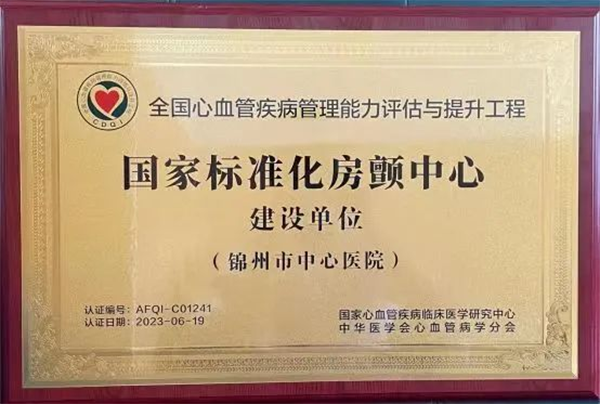 CDQI
全国心血管疾病管理能力评估与提升工程
国家标准化房颤中心
建设单位
（锦州市中心医院）
认证编号：AFQI-C01241
认证日期：2023-06-19
国家心血管疾病临床医学研究中心
中华医学会心血管病学分会